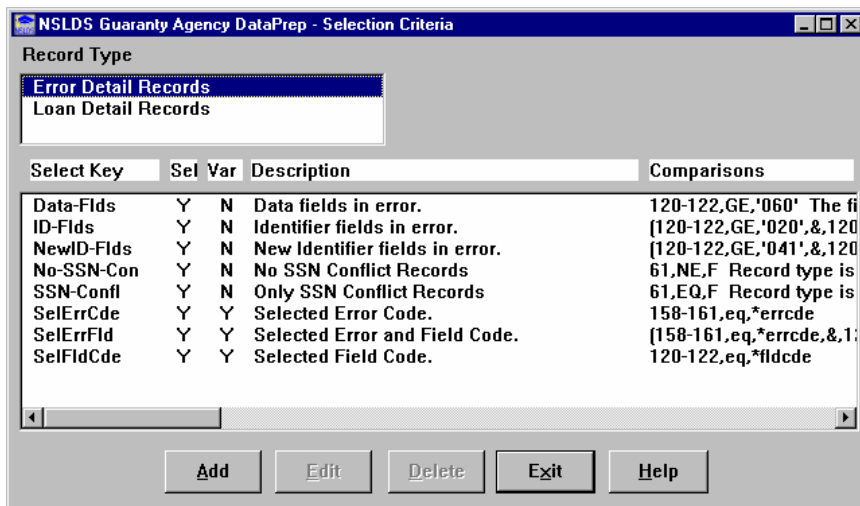 NSLDS Guaranty Agency DataPrep - Selection Criteria
Record Type
Error Detail Records
Loan Detail Records
Select Key Sel Var Description Comparisons
Data-Flds Y N Data fields in error. 120-122,GE,'060' The fi
ID-Flds Y N Identifier fields in error. (120-122,GE,'020',&,120
NewID-Flds Y N New Identifier fields in error. (120-122,GE,'041',&,120
No-SSN-Con Y N No SSN Conflict Records 61,NE,F Record type is
SSN-Confl Y N Only SSN Conflict Records 61,EQ,F Record type is
SelErrCde Y Y Selected Error Code. 158-161,eq,*errcde
SelErrFld Y Y Selected Error and Field Code. (158-161,eq,*errcde,&,1
SelFldCde Y Y Selected Field Code. 120-122,eq,*fldcde
Add Edit Delete Exit Help